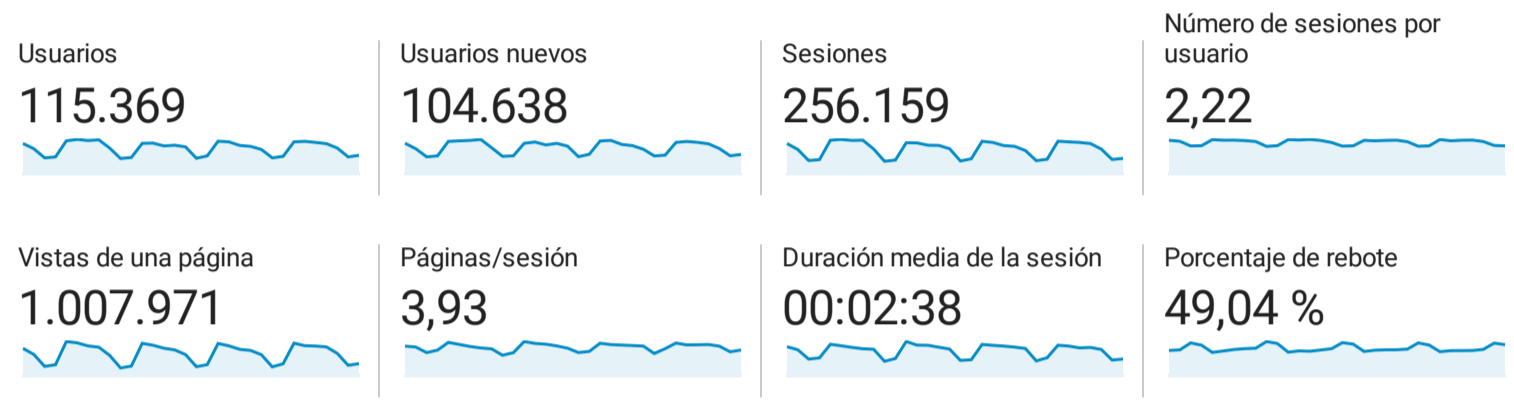 Usuarios
115.369
Usuarios nuevos
104.638
Sesiones
256.159
Número de sesiones por
usuario
2,22
Vistas de una página
1.007.971
Páginas/sesión
3,93
Duración media de la sesión
00:02:38
Porcentaje de rebote
49,04 %